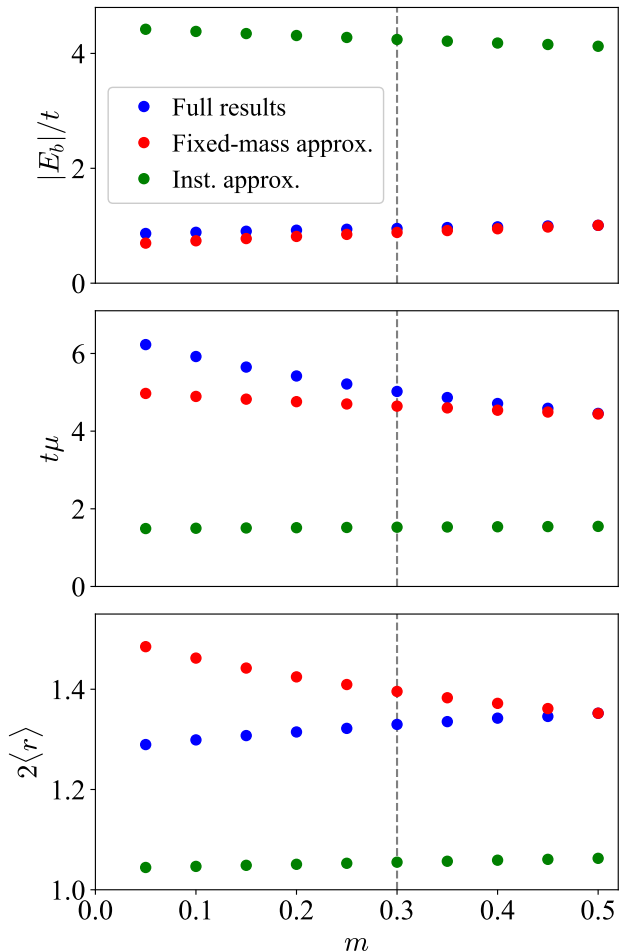 |E_b|/t
4
2
0
Full results
Fixed-mass approx.
Inst. approx.
tμ
6
4
2
0
2⟨r⟩
1.4
1.2
1.0
0.0 0.1 0.2 0.3 0.4 0.5
m